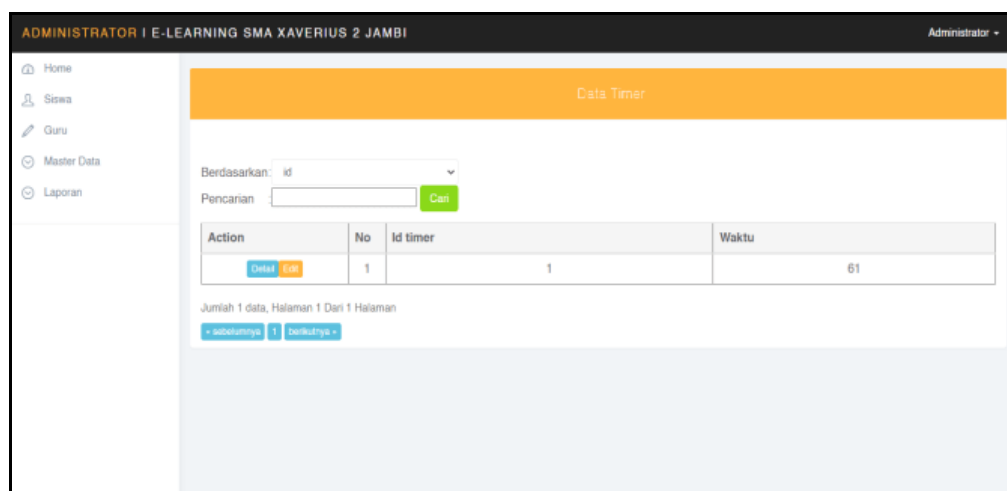 ADMINISTRATOR I E-LEARNING SMA XAVERIUS 2 JAMBI Administrator
Home
Siswa
Guru
Master Data
Laporan
Data Timer
Berdasarkan: id
Pencarian : Cari
Action No Id timer Waktu
Detail Edit 1 1 61
Jumlah 1 data, Halaman 1 Dari 1 Halaman
« sebelumnya 1 berikutnya »